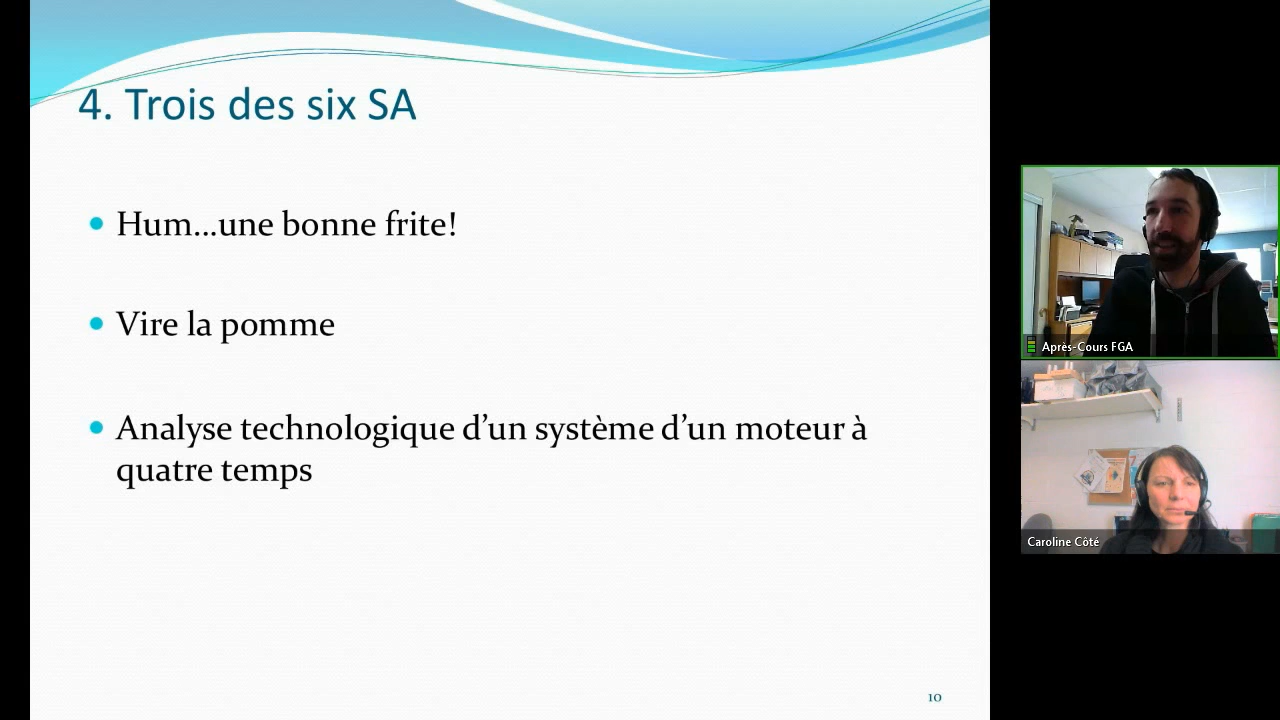 4. Trois des six SA
Hum...une bonne frite!
Vire la pomme
Analyse technologique d’un système d’un moteur à
quatre temps
10
Après-Cours FGA
Caroline Côté